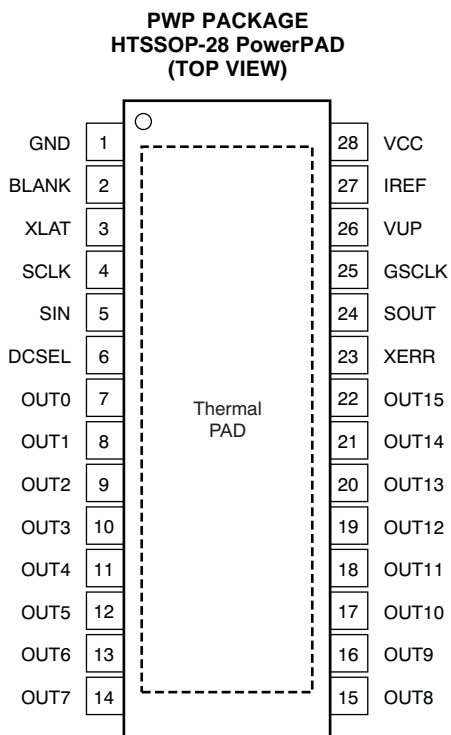 PWP PACKAGE
HTSSOP-28 PowerPAD
(TOP VIEW)
GND 1 28 VCC
BLANK 2 27 IREF
XLAT 3 26 VUP
SCLK 4 25 GSCLK
SIN 5 24 SOUT
DCSEL 6 23 XERR
OUT0 7 22 OUT15
Thermal
PAD
OUT1 8 21 OUT14
OUT2 9 20 OUT13
OUT3 10 19 OUT12
OUT4 11 18 OUT11
OUT5 12 17 OUT10
OUT6 13 16 OUT9
OUT7 14 15 OUT8